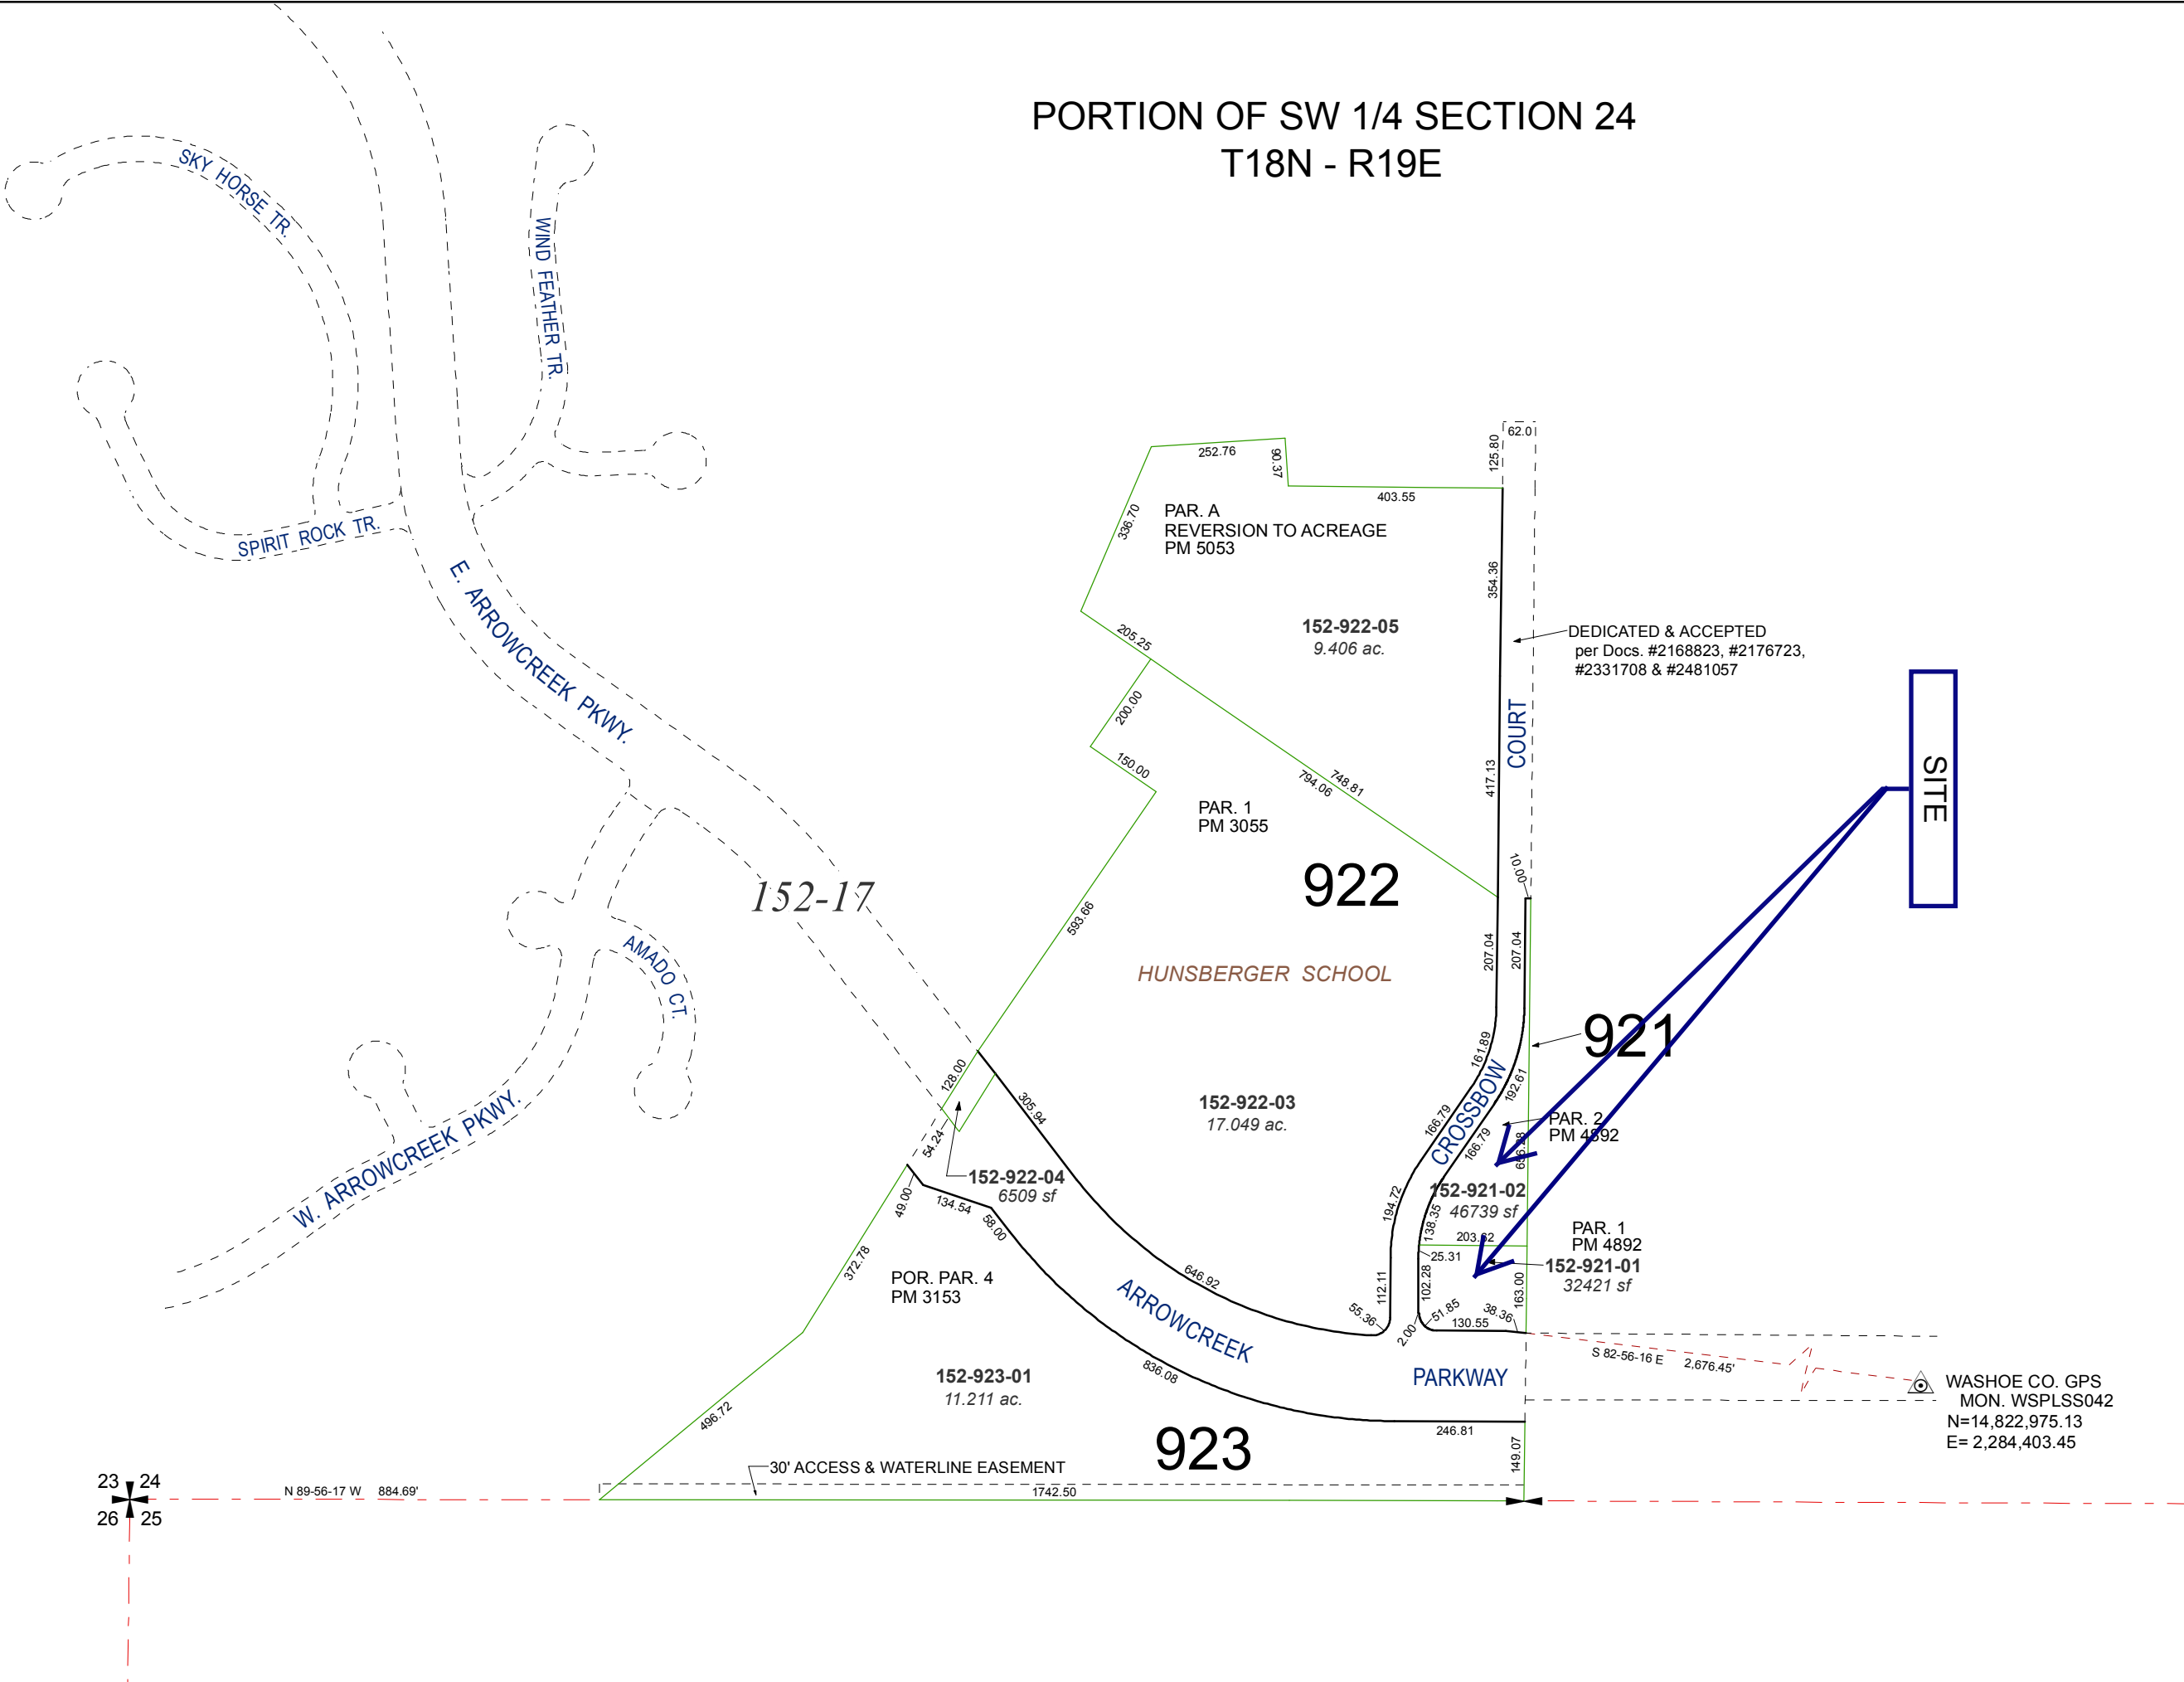 PORTION OF SW 1/4 SECTION 24
T18N - R19E
SKY HORSE TR.
WIND FEATHER TR.
SPIRIT ROCK TR.
E. ARROWCREEK PKWY.
62.0
125.80
252.76
90.37
403.55
336.70
PAR. A
REVERSION TO ACREAGE
PM 5053
354.36
205.25
152-922-05
9.406 ac.
DEDICATED & ACCEPTED
per Docs. #2168823, #2176723,
#2331708 & #2481057
200.00
COURT
SITE
150.00
748.81
794.06
417.13
PAR. 1
PM 3055
922
10.00
152-17
593.66
AMADO CT.
HUNSBERGER SCHOOL
207.04
207.04
921
161.89
192.61
128.00
305.94
152-922-03
17.049 ac.
166.79
CROSSBOW
166.79
PAR. 2
PM 4892
656.28
W. ARROWCREEK PKWY.
54.24
152-922-04
6509 sf
49.00
134.54
58.00
194.72
138.35
152-921-02
46739 sf
203.62
PAR. 1
PM 4892
25.31
152-921-01
32421 sf
372.78
POR. PAR. 4
PM 3153
646.92
112.11
102.28
163.00
55.36
51.85
38.36
2.00
130.55
ARROWCREEK
PARKWAY
S 82-56-16 E 2,676.45'
836.08
152-923-01
11.211 ac.
WASHOE CO. GPS
MON. WSPLSS042
N=14,822,975.13
E= 2,284,403.45
496.72
923
246.81
149.07
30' ACCESS & WATERLINE EASEMENT
23 24
N 89-56-17 W 884.69'
1742.50
26 25